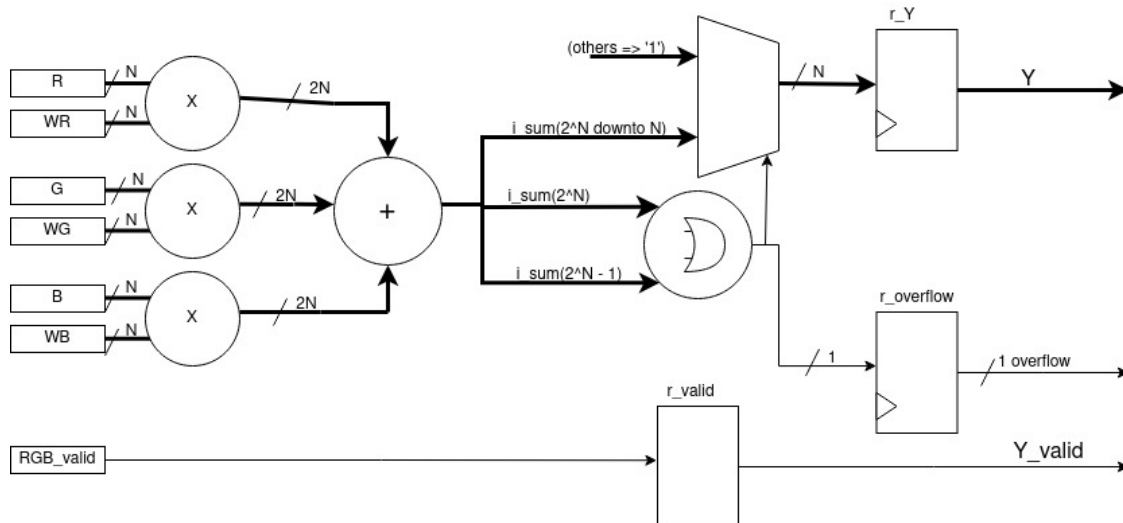 r_Y
(others => '1')
R
N
X
2N
N
Y
WR
N
i_sum(2^N downto N)
G
N
X
2N
+
i_sum(2^N)
WG
N
i_sum(2^N - 1)
B
N
X
2N
r_overflow
WB
N
1
1 overflow
r_valid
RGB_valid
Y_valid